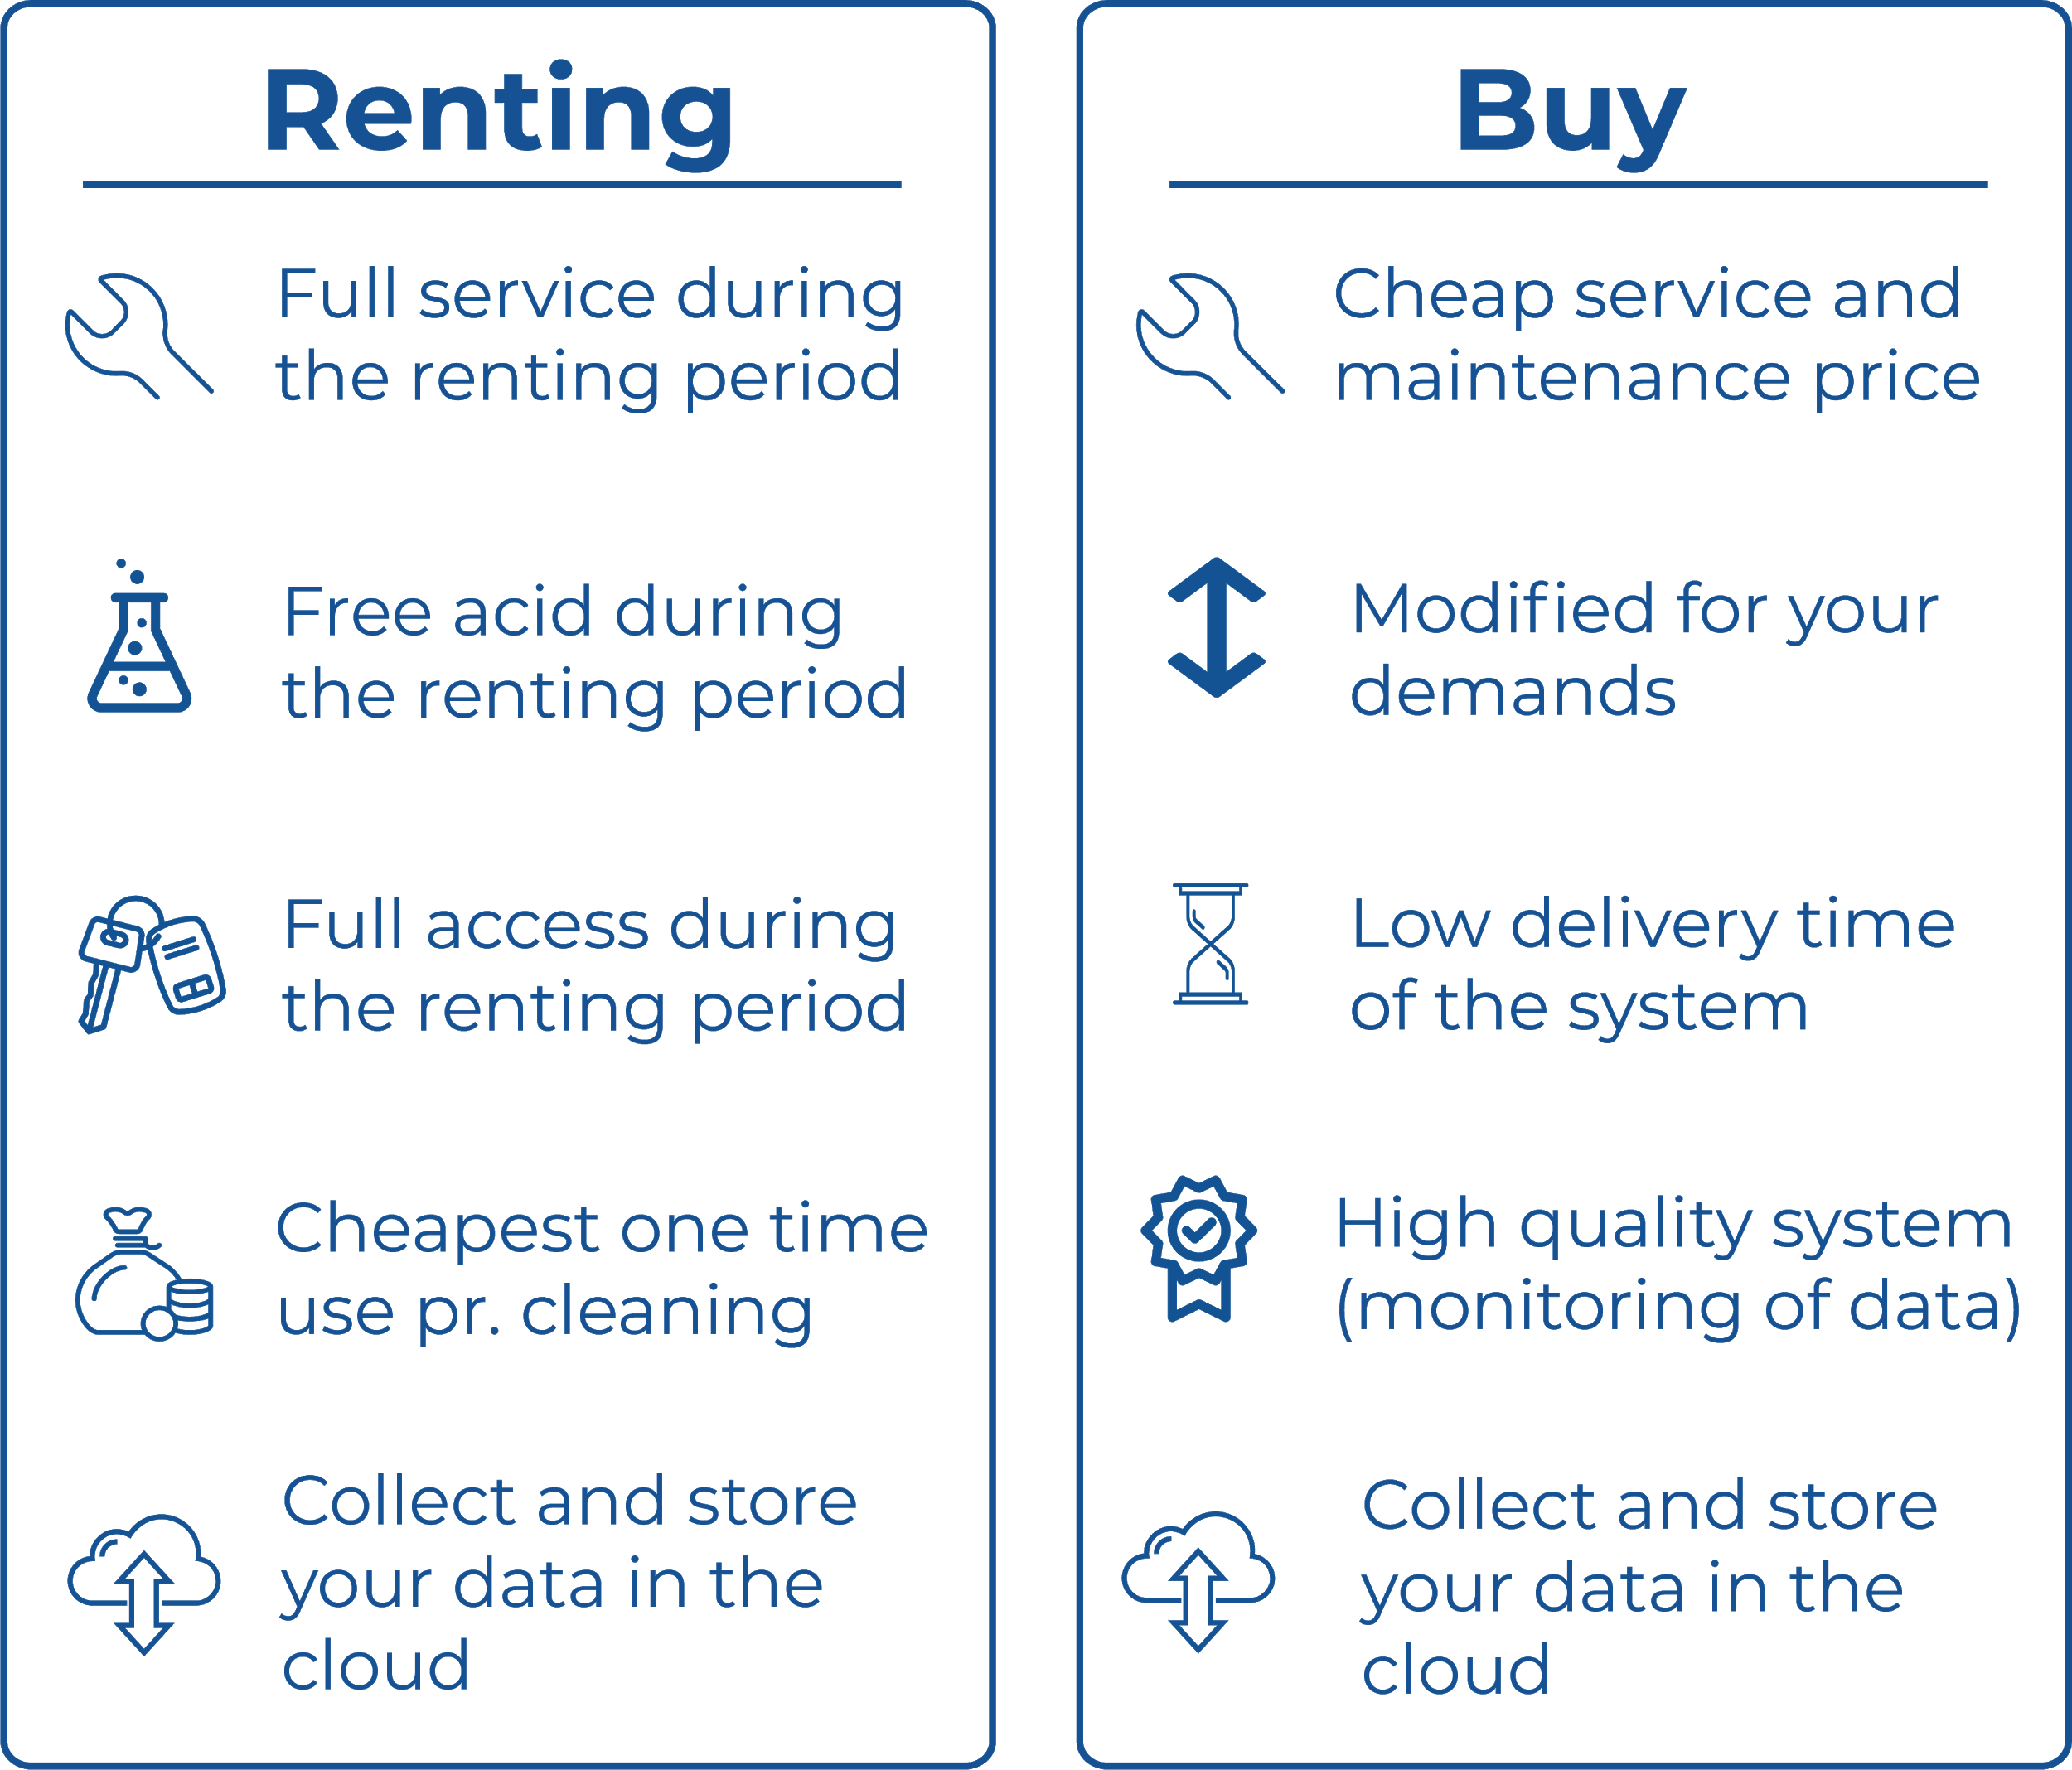 Renting
Full service during
the renting period
Free acid during
the renting period
Full access during
the renting period
Cheapest one time
use pr. cleaning
Collect and store
your data in the
cloud
Buy
Cheap service and
maintenance price
Modified for your
demands
Low delivery time
of the system
High quality system
(monitoring of data)
Collect and store
your data in the
cloud